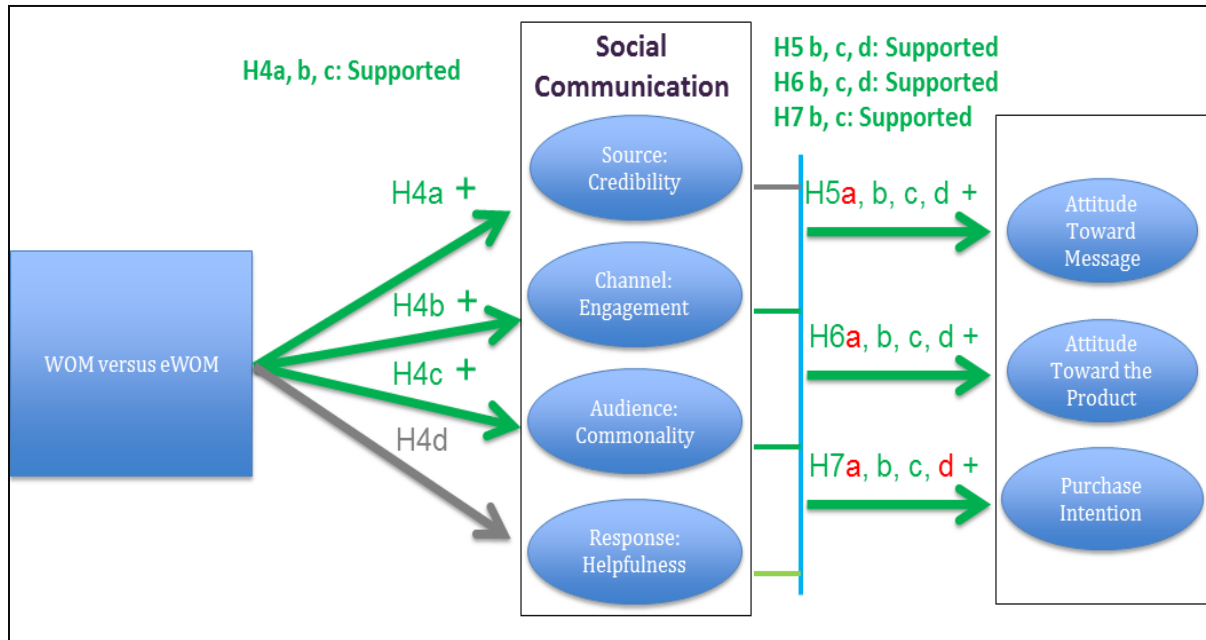 H4a, b, c: Supported
Social
Communication
H5 b, c, d: Supported
H6 b, c, d: Supported
H7 b, c: Supported
WOM versus eWOM
H4a +
H4b +
H4c +
H4d
Source:
Credibility
Channel:
Engagement
Audience:
Commonality
Response:
Helpfulness
H5a, b, c, d +
H6a, b, c, d +
H7a, b, c, d +
Attitude
Toward
Message
Attitude
Toward the
Product
Purchase
Intention